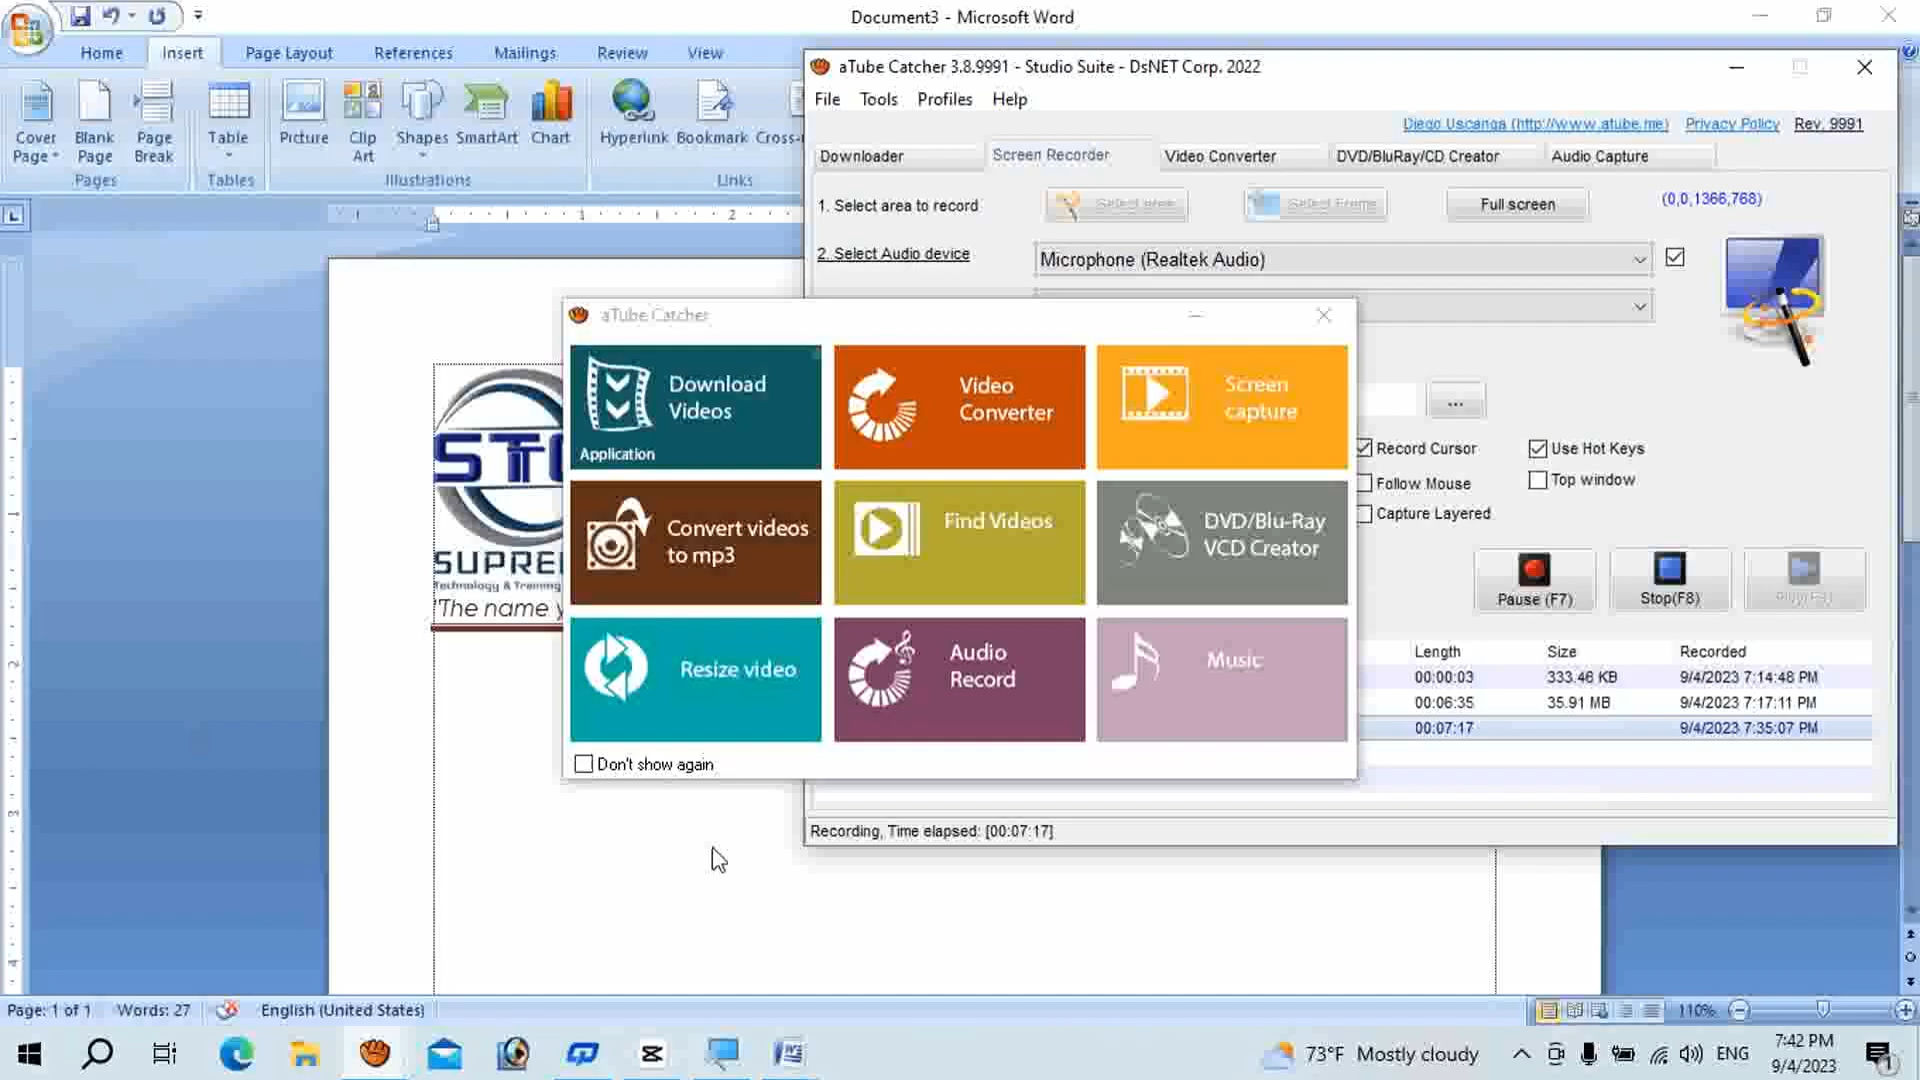 Document3 - Microsoft Word
Home Insert Page Layout References Mailings Review View
Cover Page Blank Page Page Break Table Picture Clip Art Shapes SmartArt Chart Hyperlink Bookmark
Pages Tables Illustrations Links
aTube Catcher 3.8.9991 - Studio Suite - DsNET Corp. 2022
File Tools Profiles Help
Diego Uscanga (http://www.atube.me) Privacy Policy Rev. 9991
Downloader Screen Recorder Video Converter DVD/BluRay/CD Creator Audio Capture
1. Select area to record Select area Select Frame Full screen (0,0,1366,768)
2. Select Audio device Microphone (Realtek Audio)
...
Record Cursor Use Hot Keys
Follow Mouse Top window
Capture Layered
Pause (F7) Stop(F8)
Length Size Recorded
00:00:03 333.46 KB 9/4/2023 7:14:48 PM
00:06:35 35.91 MB 9/4/2023 7:17:11 PM
00:07:17 9/4/2023 7:35:07 PM
Recording, Time elapsed: [00:07:17]
aTube Catcher
Download Videos
Application
Video Converter
Screen capture
Convert videos to mp3
Find Videos
DVD/Blu-Ray VCD Creator
Resize video
Audio Record
Music
Don't show again
Technology & Training
"The name
Page: 1 of 1 Words: 27 English (United States) 110%
73°F Mostly cloudy ENG 7:42 PM
9/4/2023
1